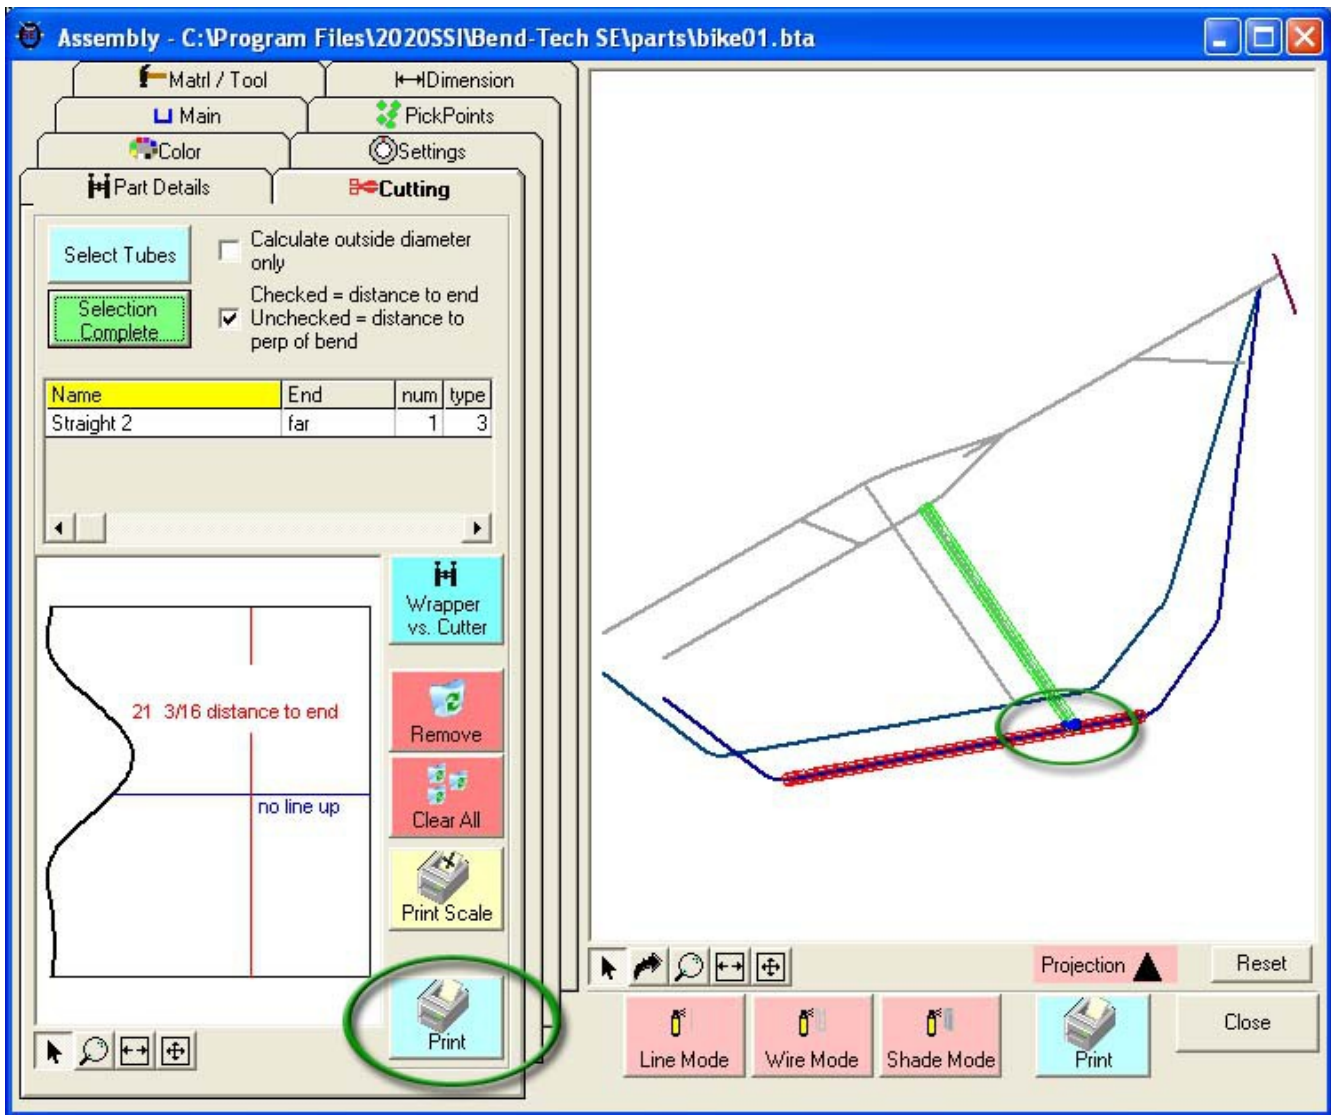 Assembly - C:\Program Files\2020SSI\Bend-Tech SE\parts\bike01.bta
Matrl / Tool
Dimension
Main
PickPoints
Color
Settings
Part Details
Cutting
Select Tubes
Calculate outside diameter
only
Selection
Complete
Checked = distance to end
Unchecked = distance to
perp of bend
Name End num type
Straight 2 far 1 3
Wrapper
vs. Cutter
21 3/16 distance to end
Remove
no line up
Clear All
Print Scale
Print
Projection
Reset
Line Mode
Wire Mode
Shade Mode
Print
Close